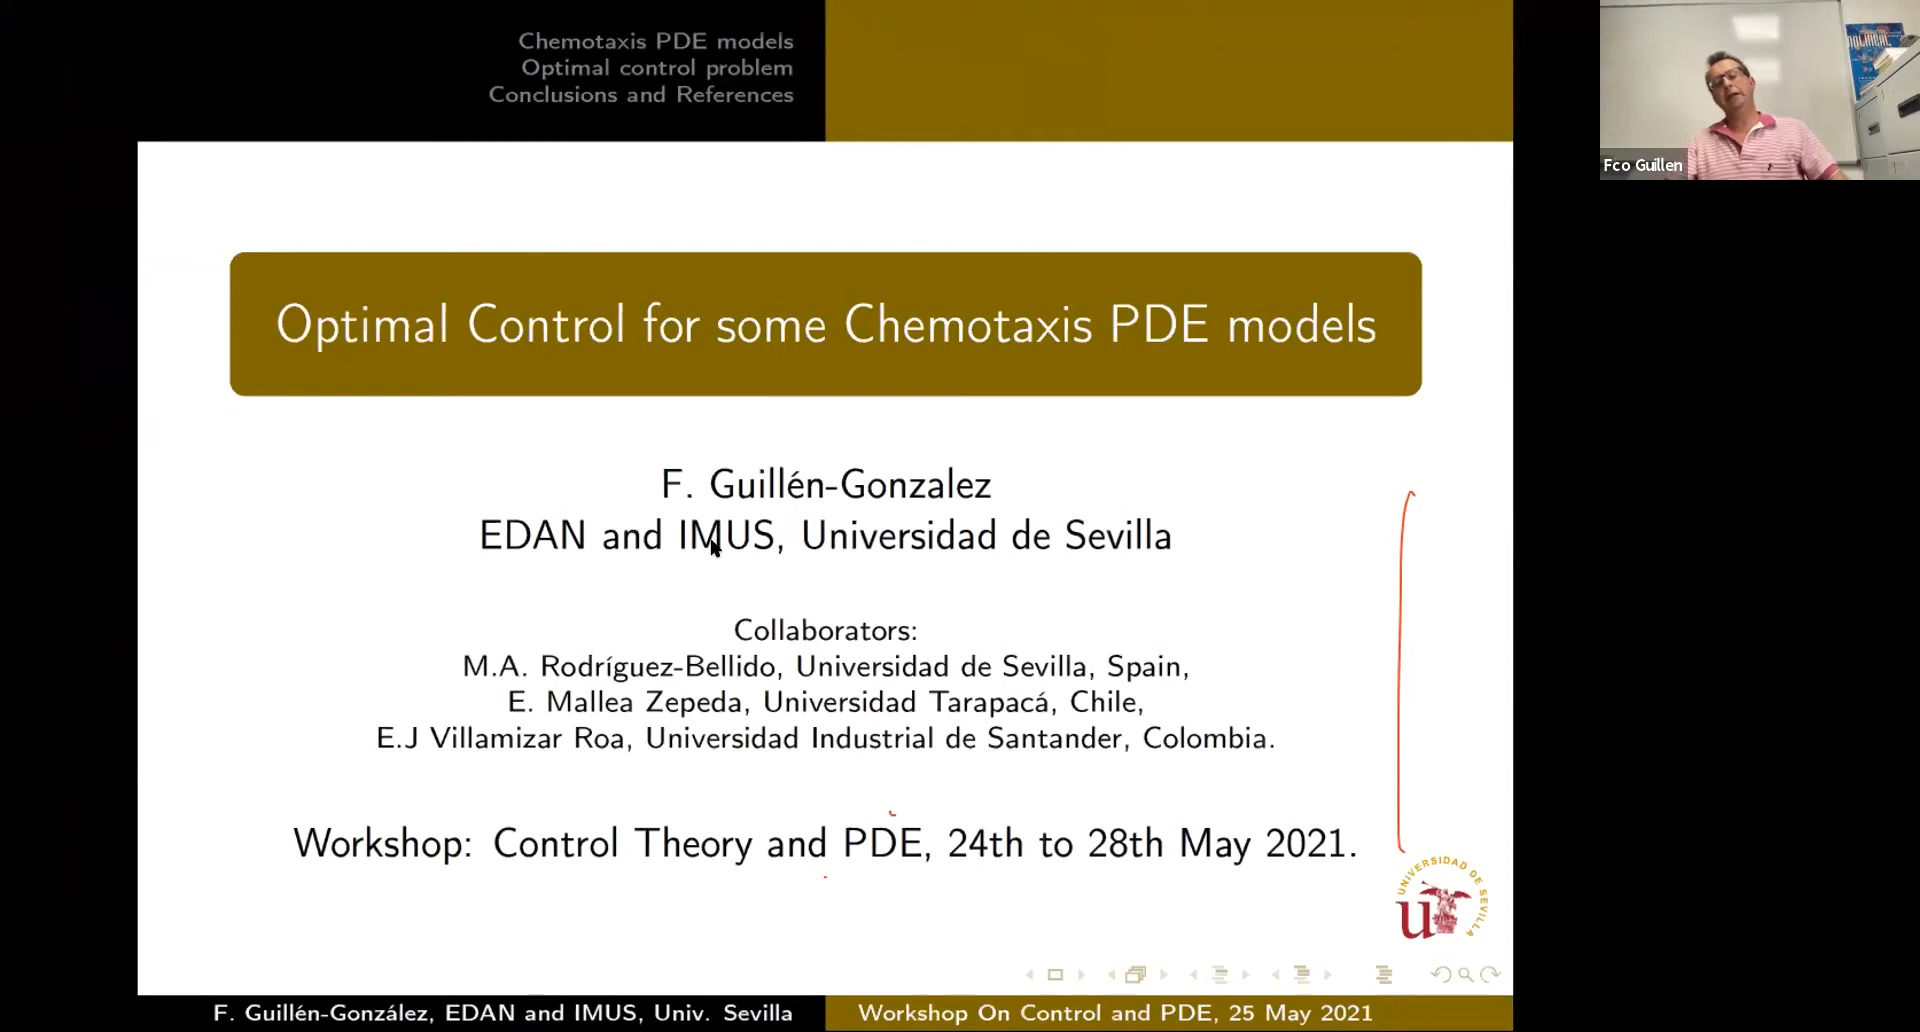 Chemotaxis PDE models
Optimal control problem
Conclusions and References
Fco Guillen
Optimal Control for some Chemotaxis PDE models
F. Guillén-Gonzalez
EDAN and IMUS, Universidad de Sevilla
Collaborators:
M.A. Rodríguez-Bellido, Universidad de Sevilla, Spain,
E. Mallea Zepeda, Universidad Tarapacá, Chile,
E.J Villamizar Roa, Universidad Industrial de Santander, Colombia.
Workshop: Control Theory and PDE, 24th to 28th May 2021.
UNIVERSIDAD DE SEVILLA
F. Guillén-González, EDAN and IMUS, Univ. Sevilla
Workshop On Control and PDE, 25 May 2021